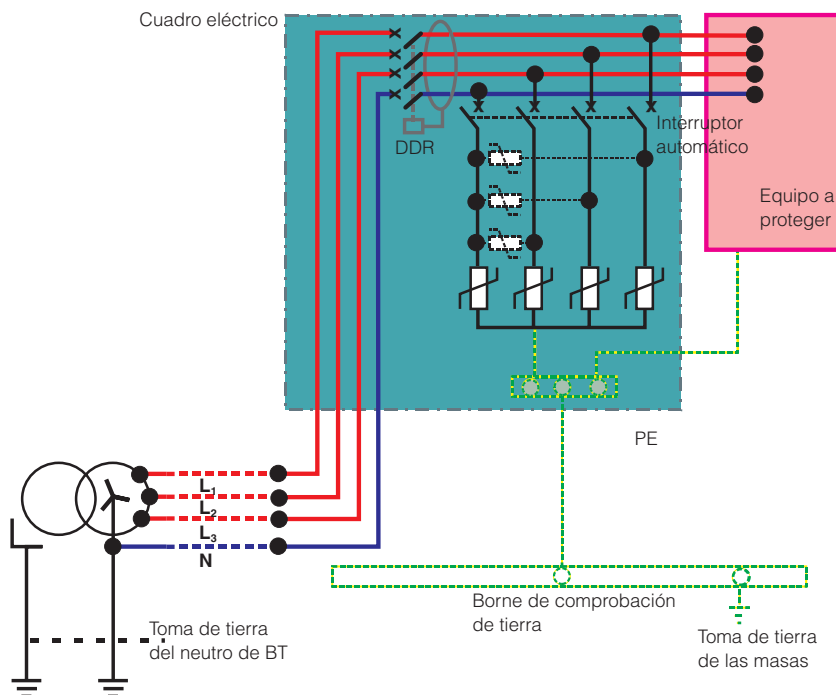 Cuadro eléctrico
DDR
Interruptor
automático
Equipo a
proteger
PE
L1
L2
L3
N
Toma de tierra
del neutro de BT
Borne de comprobación
de tierra
Toma de tierra
de las masas